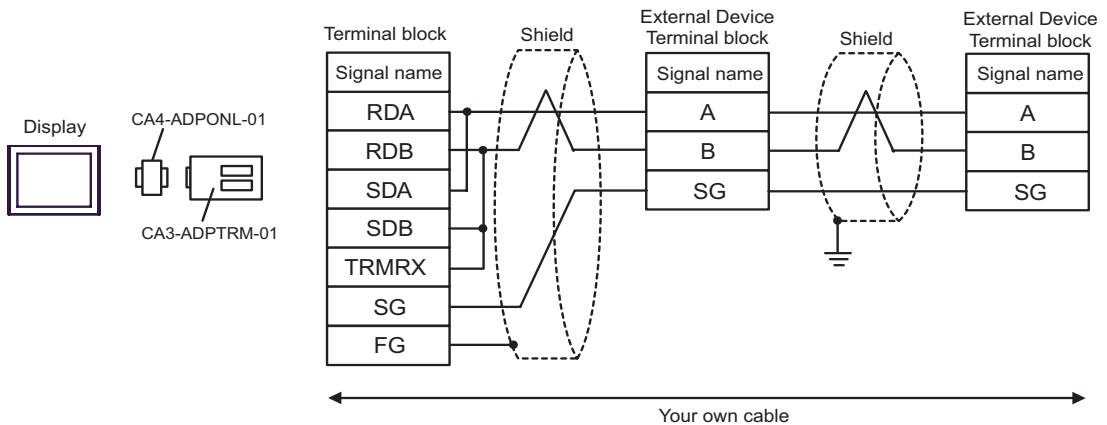 Display
CA4-ADPONL-01
CA3-ADPTRM-01
Terminal block
Signal name
RDA
RDB
SDA
SDB
TRMRX
SG
FG
Shield
External Device
Terminal block
Signal name
A
B
SG
Shield
External Device
Terminal block
Signal name
A
B
SG
Your own cable